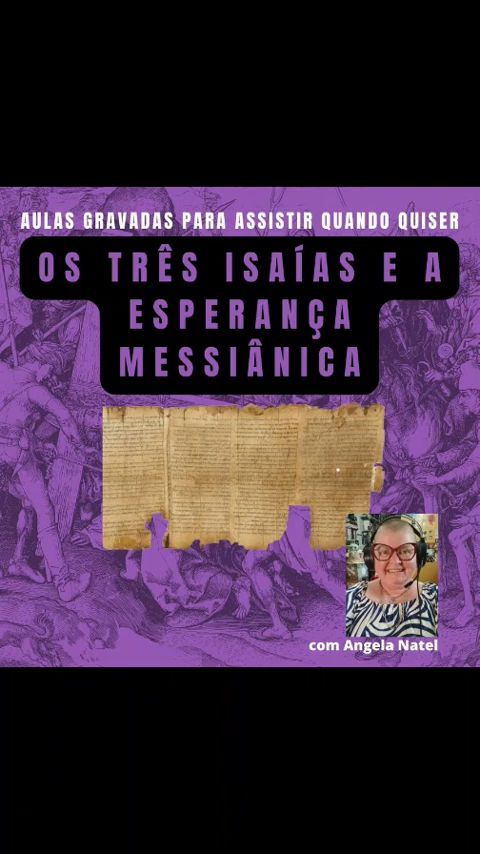 AULAS GRAVADAS PARA ASSISTIR QUANDO QUISER
OS TRÊS ISAÍAS E A
ESPERANÇA
MESSIÂNICA
com Angela Natel